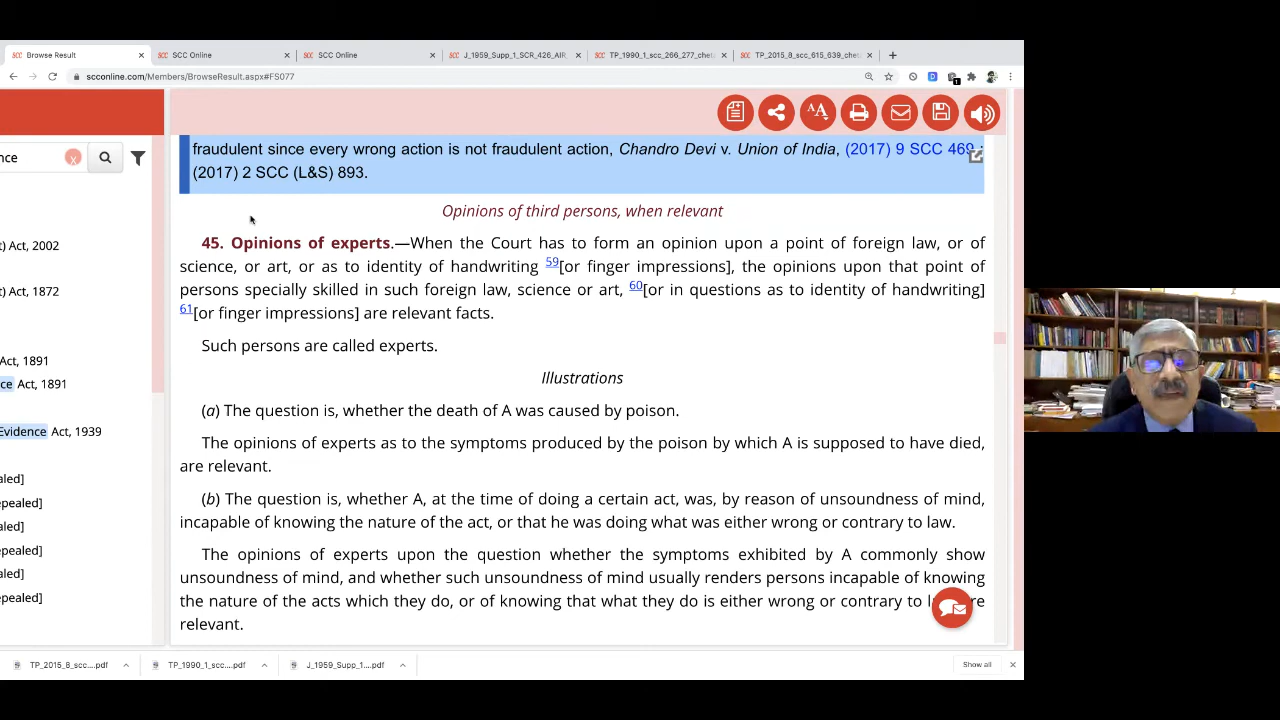 Browse Result
SCC Online
SCC Online
J_1959_Supp_1_SCR_426_AIR_
TP_1990_1_scc_266_277_chet
TP_2015_8_scc_615_639_chet
scconline.com/Members/BrowseResult.aspx#FS077
nce
t) Act, 2002
t) Act, 1872
Act, 1891
ce Act, 1891
Evidence Act, 1939
aled]
epealed]
aled]
epealed]
aled]
epealed]
fraudulent since every wrong action is not fraudulent action, Chandro Devi v. Union of India, (2017) 9 SCC 469 :
(2017) 2 SCC (L&S) 893.
Opinions of third persons, when relevant
45. Opinions of experts.—When the Court has to form an opinion upon a point of foreign law, or of
science, or art, or as to identity of handwriting 59[or finger impressions], the opinions upon that point of
persons specially skilled in such foreign law, science or art, 60[or in questions as to identity of handwriting]
61[or finger impressions] are relevant facts.
Such persons are called experts.
Illustrations
(a) The question is, whether the death of A was caused by poison.
The opinions of experts as to the symptoms produced by the poison by which A is supposed to have died,
are relevant.
(b) The question is, whether A, at the time of doing a certain act, was, by reason of unsoundness of mind,
incapable of knowing the nature of the act, or that he was doing what was either wrong or contrary to law.
The opinions of experts upon the question whether the symptoms exhibited by A commonly show
unsoundness of mind, and whether such unsoundness of mind usually renders persons incapable of knowing
the nature of the acts which they do, or of knowing that what they do is either wrong or contrary to l re
relevant.
TP_2015_8_scc....pdf
TP_1990_1_scc....pdf
J_1959_Supp_1....pdf
Show all